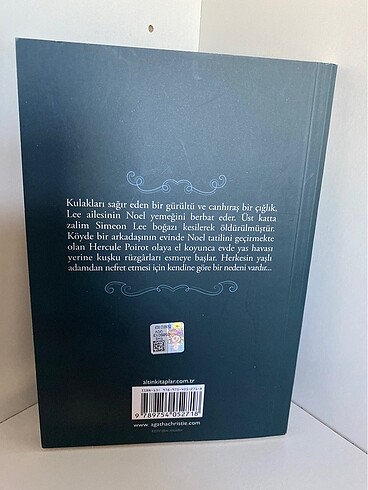 Kulakları sağır eden bir gürültü ve canhıraş bir çığlık,
Lee ailesinin Noel yemeğini berbat eder. Üst katta
zalim Simeon Lee boğazı kesilerek öldürülmüştür.
Köyde bir arkadaşının evinde Noel tatilini geçirmekte
olan Hercule Poirot olaya el koyunca evde yas havası
yerine kuşku rüzgârları esmeye başlar. Herkesin yaşlı
adamdan nefret etmesi için kendine göre bir nedeni vardır...
altinkitaplar.com.tr
9 789754 052718
www.agathachristie.com